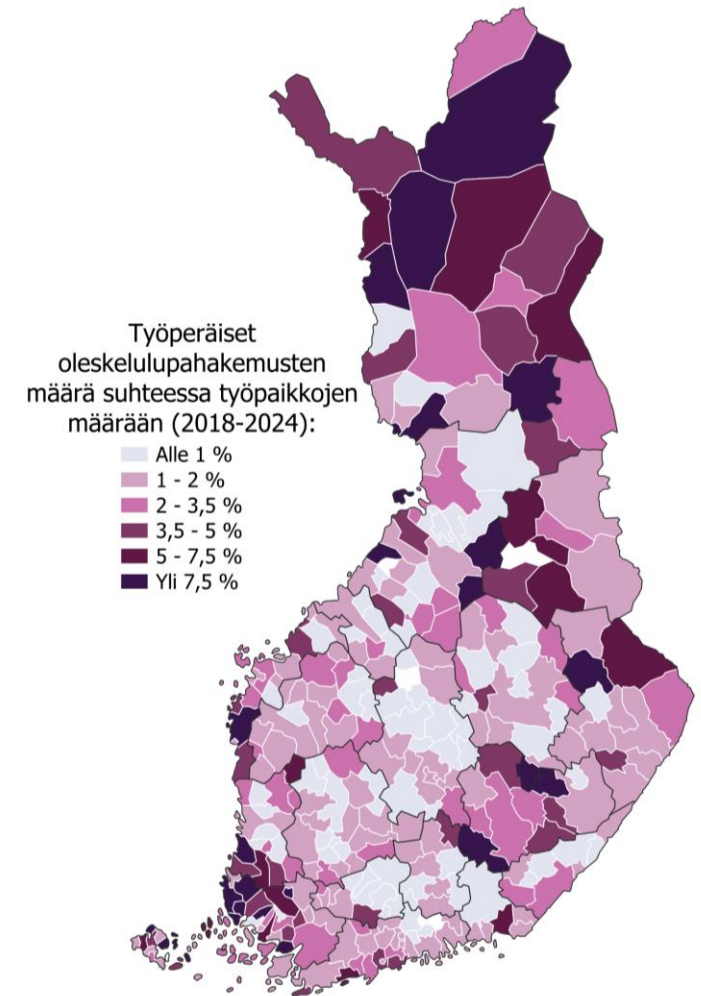 Työperäiset
oleskelulupahakemusten
määrä suhteessa työpaikkojen
määrään (2018-2024):
Alle 1 %
1 - 2 %
2 - 3,5 %
3,5 - 5 %
5 - 7,5 %
Yli 7,5 %